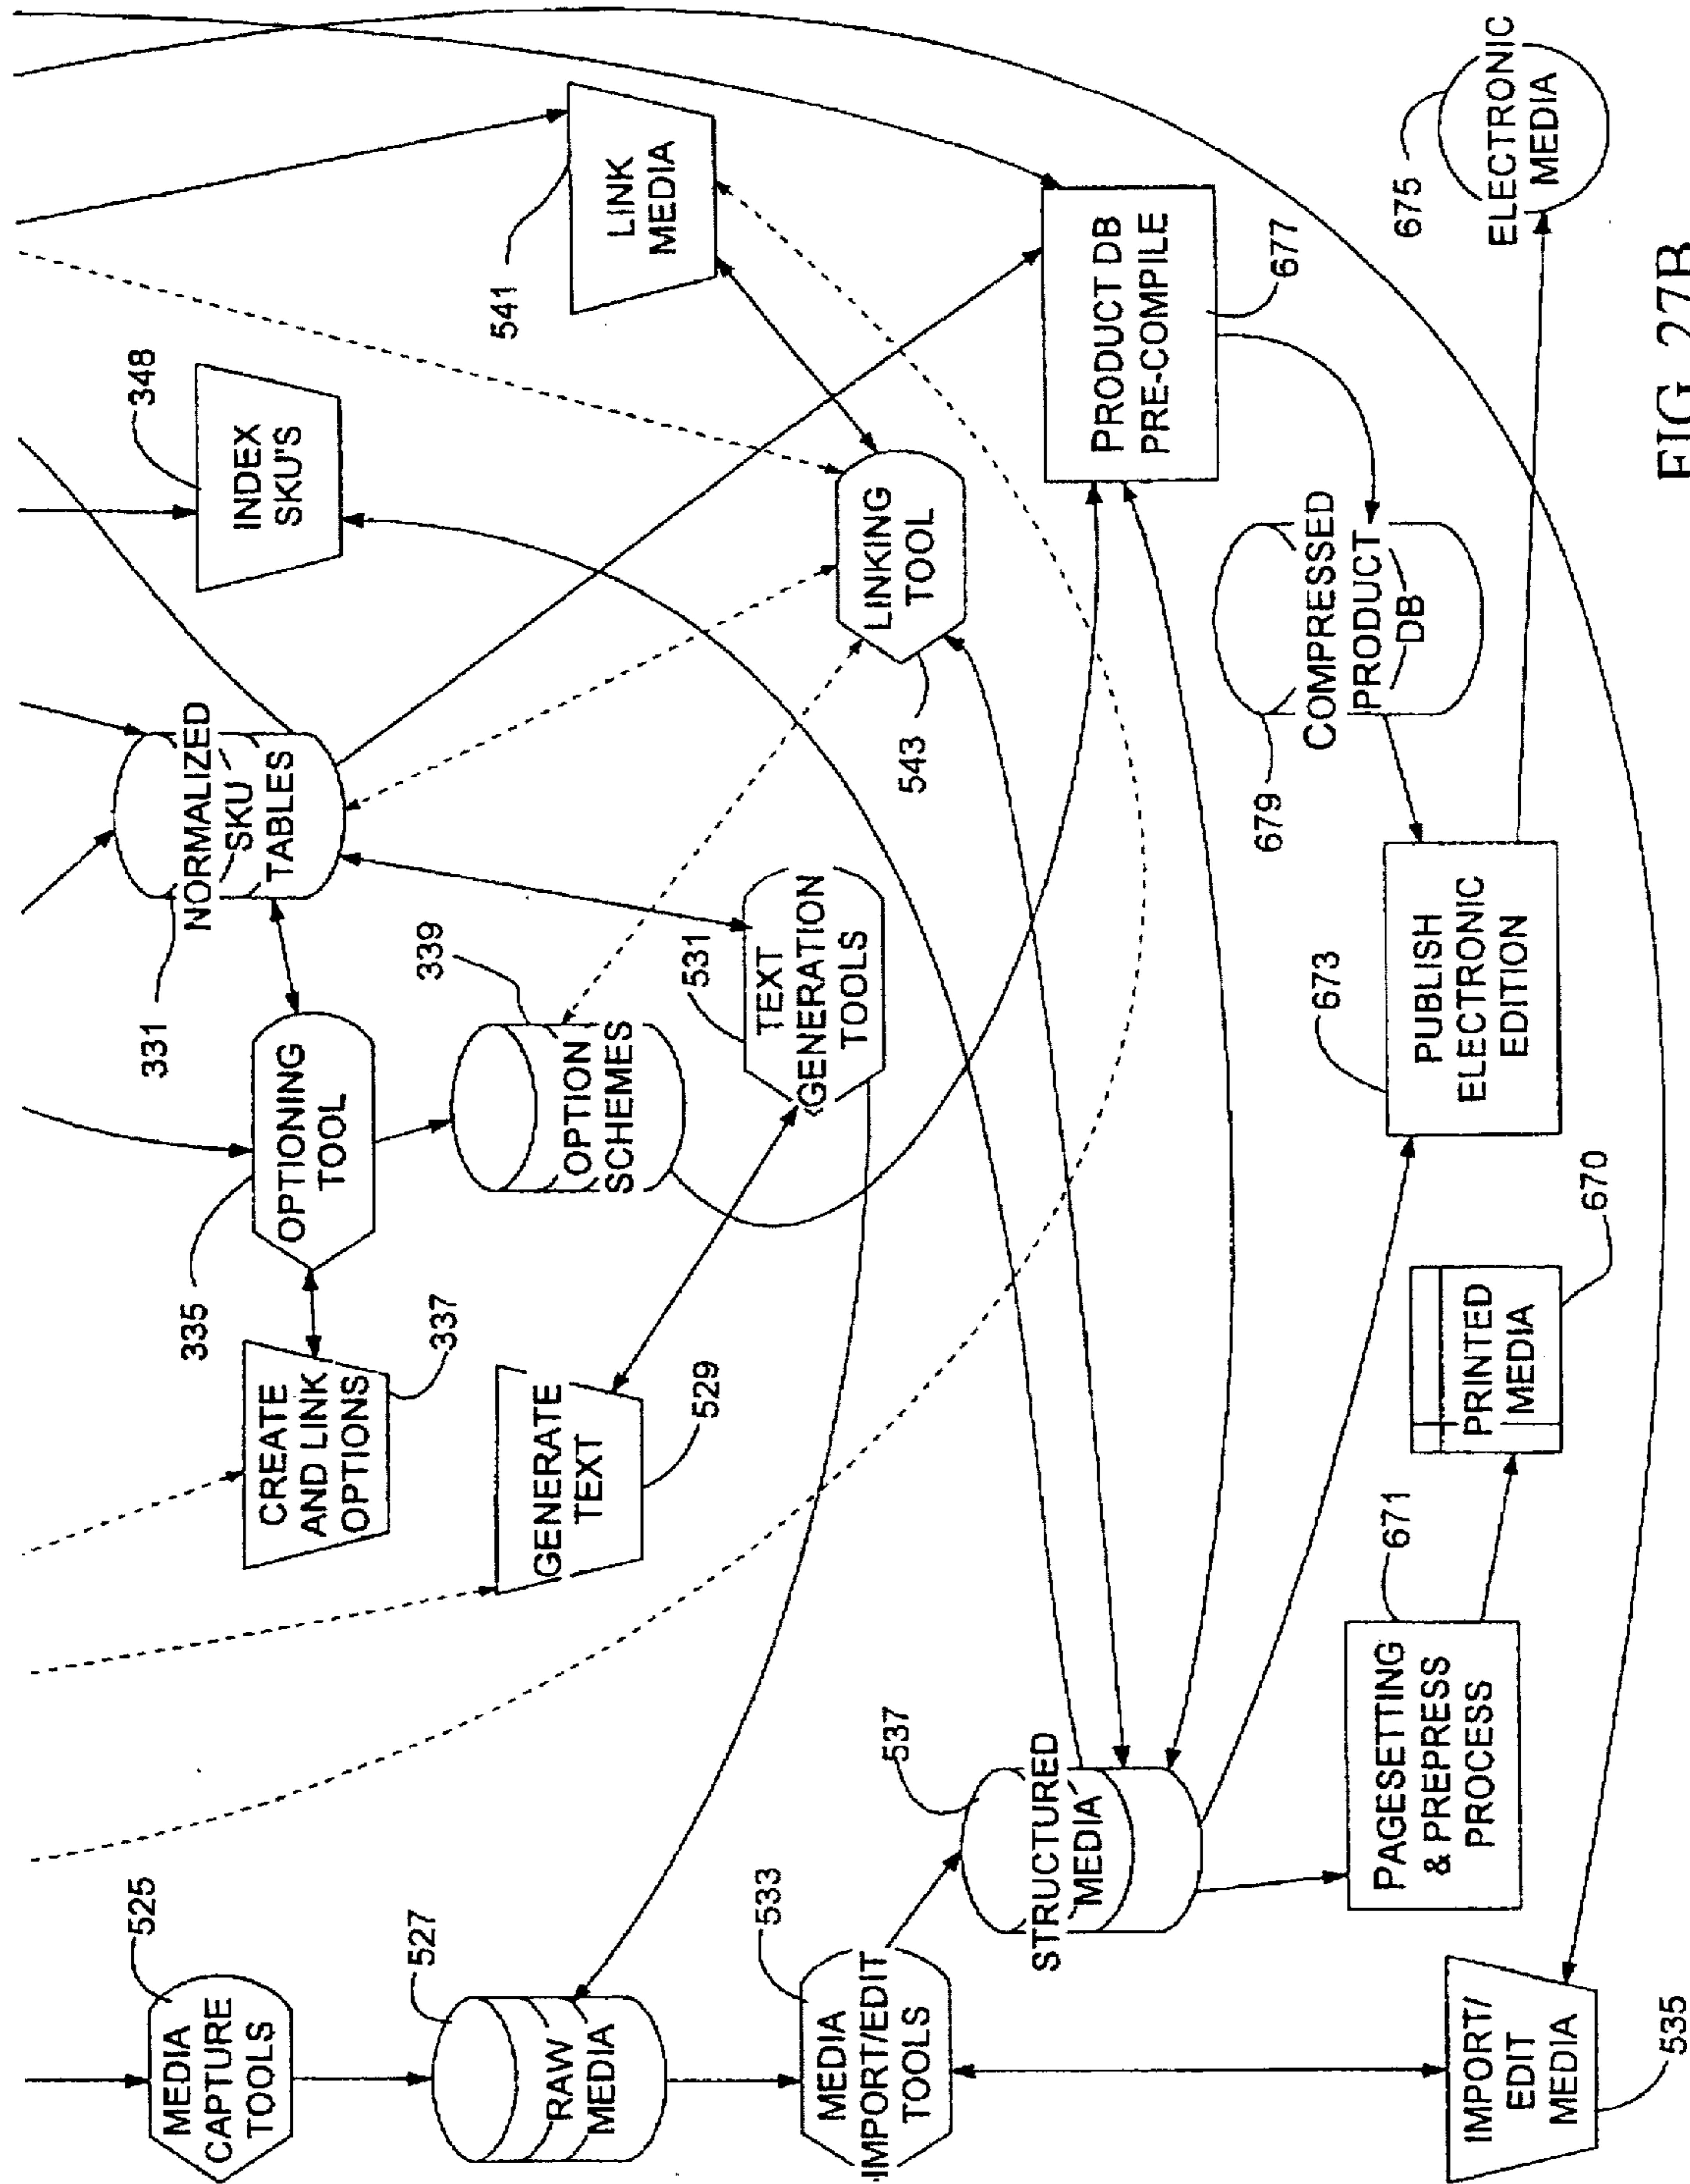 525
MEDIA
CAPTURE
TOOLS
527
RAW
MEDIA
533
MEDIA
IMPORT/EDIT
TOOLS
IMPORT/
EDIT
MEDIA
535
CREATE
AND LINK
OPTIONS
337
335
OPTIONING
TOOL
331
NORMALIZED
SKU
TABLES
348
INDEX
SKU'S
541
LINK
MEDIA
339
OPTION
SCHEMES
GENERATE
TEXT
529
531
TEXT
GENERATION
TOOLS
LINKING
TOOL
543
537
STRUCTURED
MEDIA
PRODUCT DB
PRE-COMPILE
677
679
COMPRESSED
PRODUCT
DB
671
PAGESETTING
& PREPRESS
PROCESS
PRINTED
MEDIA
670
673
PUBLISH
ELECTRONIC
EDITION
675
ELECTRONIC
MEDIA
FIG. 27B